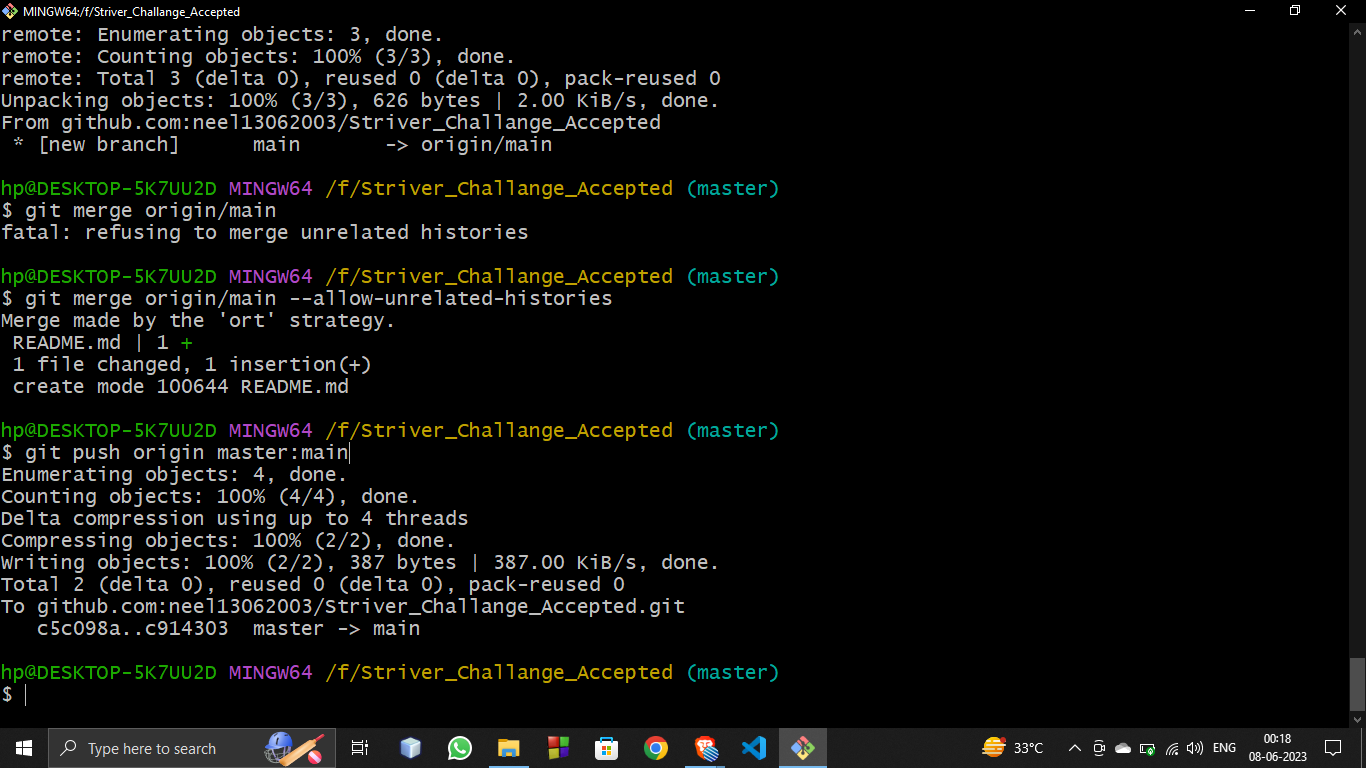 MINGW64:/f/Striver_Challange_Accepted
remote: Enumerating objects: 3, done.
remote: Counting objects: 100% (3/3), done.
remote: Total 3 (delta 0), reused 0 (delta 0), pack-reused 0
Unpacking objects: 100% (3/3), 626 bytes | 2.00 KiB/s, done.
From github.com:neel13062003/Striver_Challange_Accepted
 * [new branch]      main       -> origin/main
hp@DESKTOP-5K7UU2D MINGW64 /f/Striver_Challange_Accepted (master)
$ git merge origin/main
fatal: refusing to merge unrelated histories
hp@DESKTOP-5K7UU2D MINGW64 /f/Striver_Challange_Accepted (master)
$ git merge origin/main --allow-unrelated-histories
Merge made by the 'ort' strategy.
 README.md | 1 +
 1 file changed, 1 insertion(+)
 create mode 100644 README.md
hp@DESKTOP-5K7UU2D MINGW64 /f/Striver_Challange_Accepted (master)
$ git push origin master:main
Enumerating objects: 4, done.
Counting objects: 100% (4/4), done.
Delta compression using up to 4 threads
Compressing objects: 100% (2/2), done.
Writing objects: 100% (2/2), 387 bytes | 387.00 KiB/s, done.
Total 2 (delta 0), reused 0 (delta 0), pack-reused 0
To github.com:neel13062003/Striver_Challange_Accepted.git
   c5c098a..c914303  master -> main
hp@DESKTOP-5K7UU2D MINGW64 /f/Striver_Challange_Accepted (master)
$
Type here to search
33°C
ENG
00:18
08-06-2023